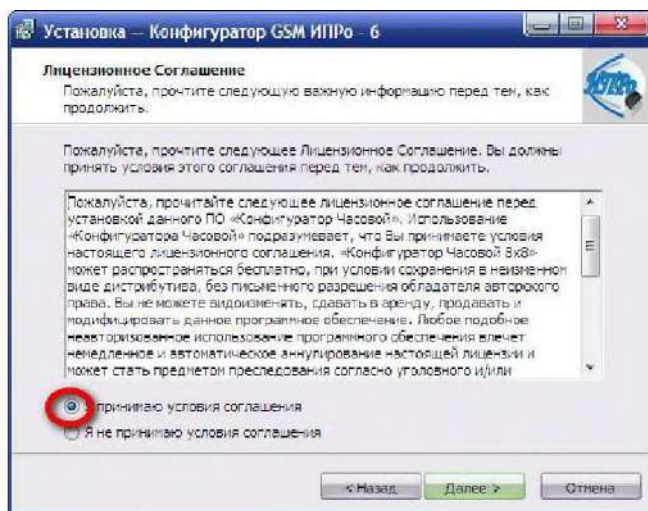 Установка — Конфигуратор GSM ИПРо - 6
Лицензионное Соглашение
Пожалуйста, прочтите следующую важную информацию перед тем, как
продолжить.
ИПРо
Пожалуйста, прочтите следующее Лицензионное Соглашение. Вы должны
принять условия этого соглашения перед тем, как продолжить.
Пожалуйста, прочитайте следующее лицензионное соглашение перед
установкой данного ПО «Конфигуратор Часовой». Использование
«Конфигуратора Часовой» подразумевает, что Вы принимаете условия
настоящего лицензионного соглашения. «Конфигуратор Часовой 8x8»
может распространяться бесплатно, при условии сохранения в неизменном
виде дистрибутива, без письменного разрешения обладателя авторского
права. Вы не можете видоизменять, сдавать в аренду, продавать и
модифицировать данное программное обеспечение. Любое подобное
неавторизованное использование программного обеспечения влечет
немедленное и автоматическое аннулирование настоящей лицензии и
может стать предметом преследования согласно уголовного и/или
Я принимаю условия соглашения
Я не принимаю условия соглашения
< Назад
Далее >
Отмена